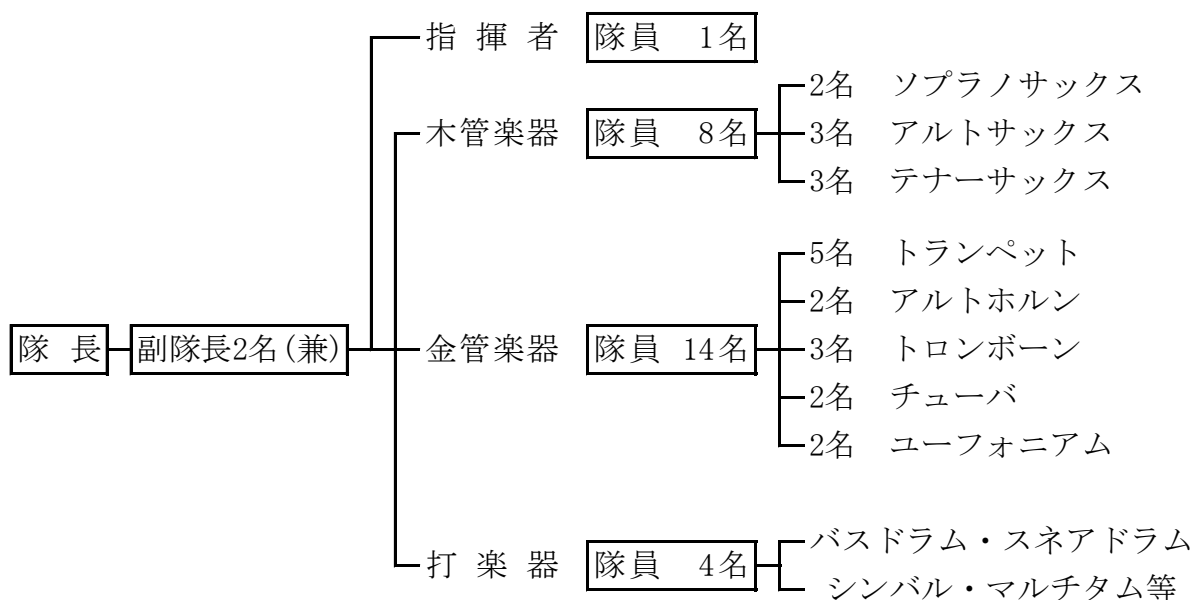 指揮者 隊員 1名
2名 ソプラノサックス
木管楽器 隊員 8名 3名 アルトサックス
3名 テナーサックス
5名 トランペット
2名 アルトホルン
隊長 副隊長2名(兼) 金管楽器 隊員 14名 3名 トロンボーン
2名 チューバ
2名 ユーフォニアム
バスドラム・スネアドラム
打楽器 隊員 4名
シンバル・マルチタム等